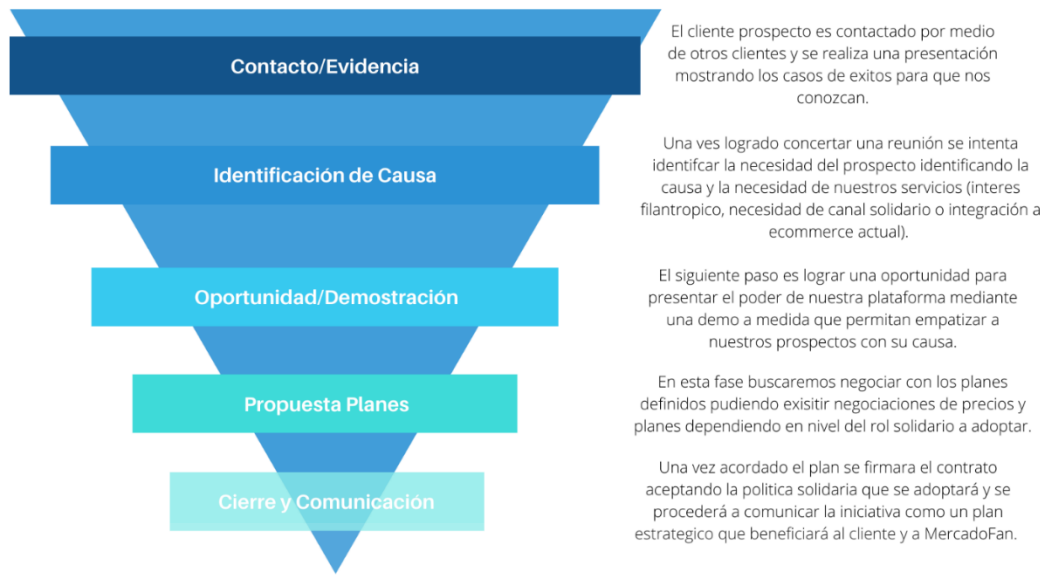 Contacto/Evidencia
El cliente prospecto es contactado por medio
de otros clientes y se realiza una presentación
mostrando los casos de exitos para que nos
conozcan.
Identificación de Causa
Una ves logrado concertar una reunión se intenta
identifcar la necesidad del prospecto identificando la
causa y la necesidad de nuestros servicios (interes
filantropico, necesidad de canal solidario o integración a
ecommerce actual).
Oportunidad/Demostración
El siguiente paso es lograr una oportunidad para
presentar el poder de nuestra plataforma mediante
una demo a medida que permitan empatizar a
nuestros prospectos con su causa.
Propuesta Planes
En esta fase buscaremos negociar con los planes
definidos pudiendo exisitir negociaciones de precios y
planes dependiendo en nivel del rol solidario a adoptar.
Cierre y Comunicación
Una vez acordado el plan se firmara el contrato
aceptando la politica solidaria que se adoptará y se
procederá a comunicar la iniciativa como un plan
estrategico que beneficiará al cliente y a MercadoFan.